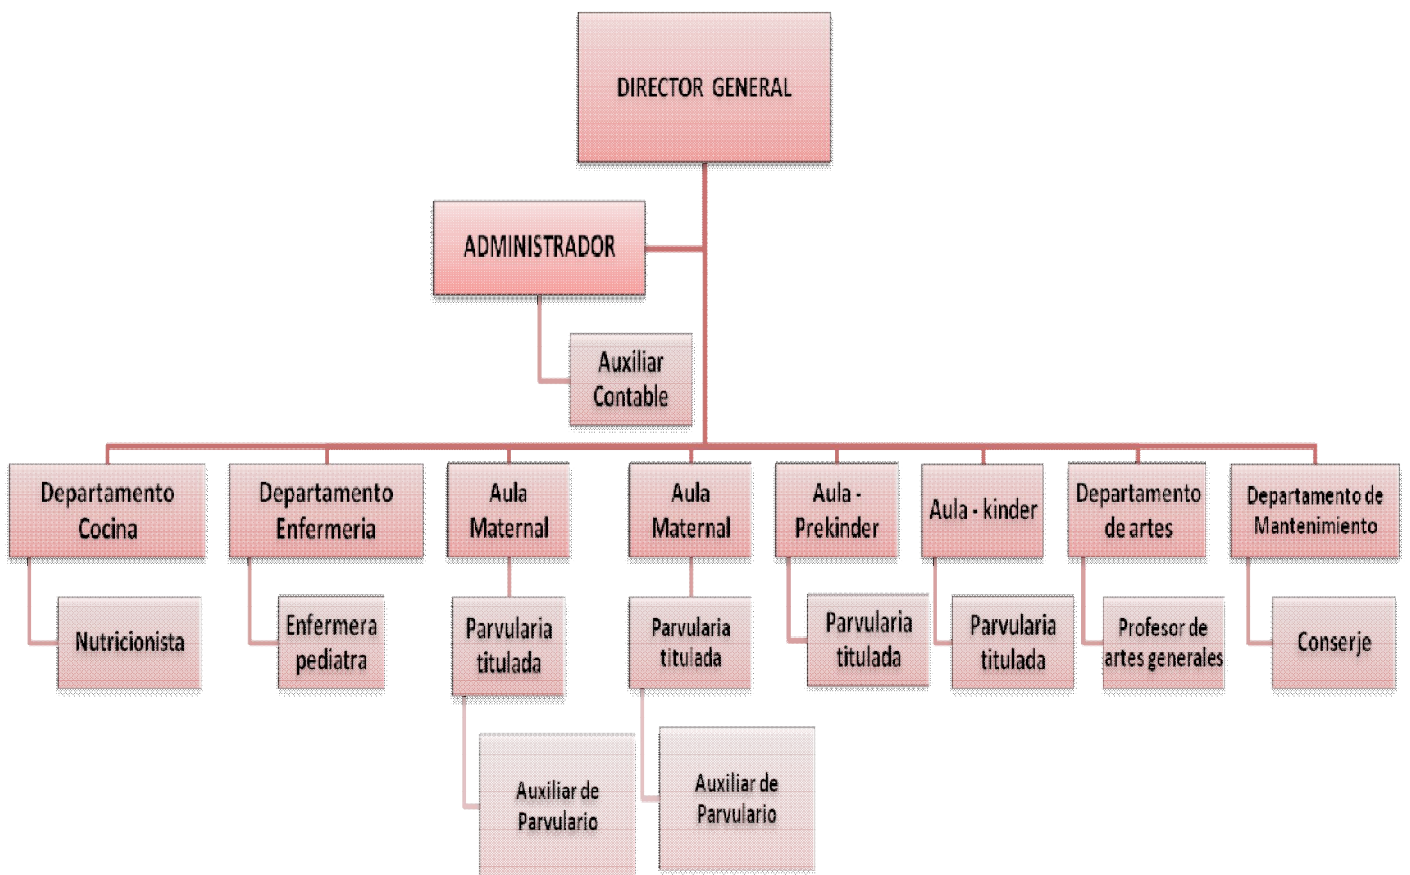 DIRECTOR GENERAL
ADMINISTRADOR
Auxiliar
Contable
Departamento
Cocina
Departamento
Enfermeria
Aula
Maternal
Aula
Maternal
Aula -
Prekinder
Aula - kinder
Departamento
de artes
Departamento de
Mantenimiento
Nutricionista
Enfermera
pediatra
Parvularia
titulada
Parvularia
titulada
Parvularia
titulada
Parvularia
titulada
Profesor de
artes generales
Conserje
Auxiliar de
Parvulario
Auxiliar de
Parvulario